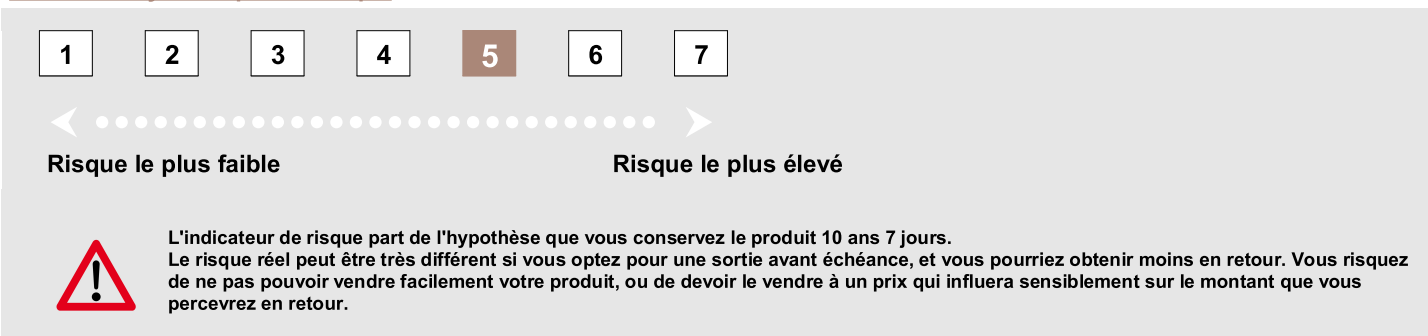 1 2 3 4 5 6 7
Risque le plus faible Risque le plus élevé
L'indicateur de risque part de l'hypothèse que vous conservez le produit 10 ans 7 jours.
Le risque réel peut être très différent si vous optez pour une sortie avant échéance, et vous pourriez obtenir moins en retour. Vous risquez
de ne pas pouvoir vendre facilement votre produit, ou de devoir le vendre à un prix qui influera sensiblement sur le montant que vous
percevrez en retour.